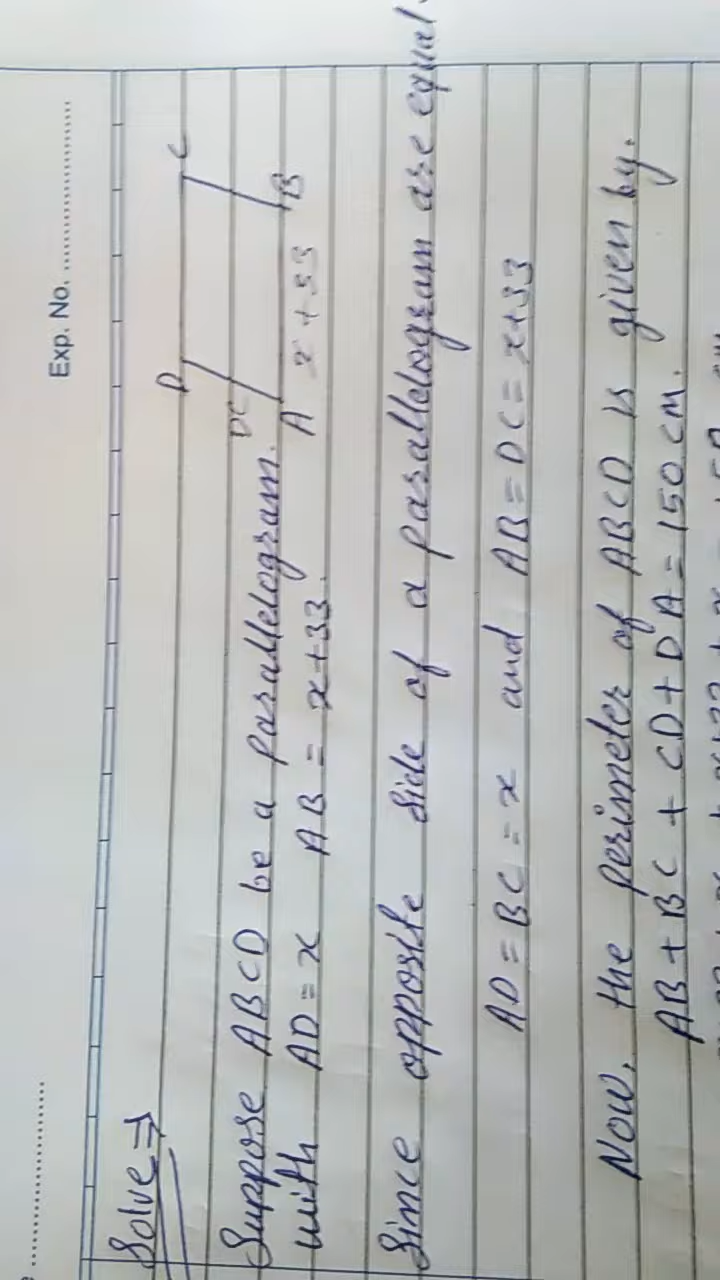 Exp. No. ....................
Solve ⇒
D C
DC
Suppose ABCD be a parallelogram.
A x+33 B
with AD = x AB = x+33.
Since opposite side of a parallelogram are equal.
AD = BC = x and AB = DC = x+33
Now, the perimeter of ABCD is given by.
AB + BC + CD + DA = 150 cm.